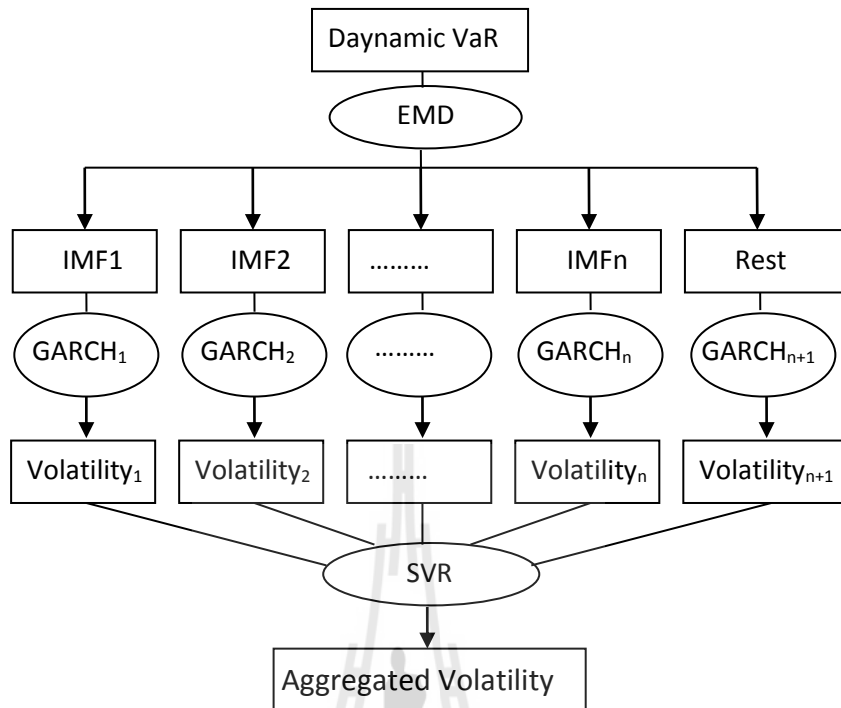 Daynamic VaR
EMD
IMF1 IMF2 ……… IMFn Rest
GARCH₁ GARCH₂ ……… GARCHₙ GARCHₙ₊₁
Volatility₁ Volatility₂ ……… Volatilityₙ Volatilityₙ₊₁
SVR
Aggregated Volatility